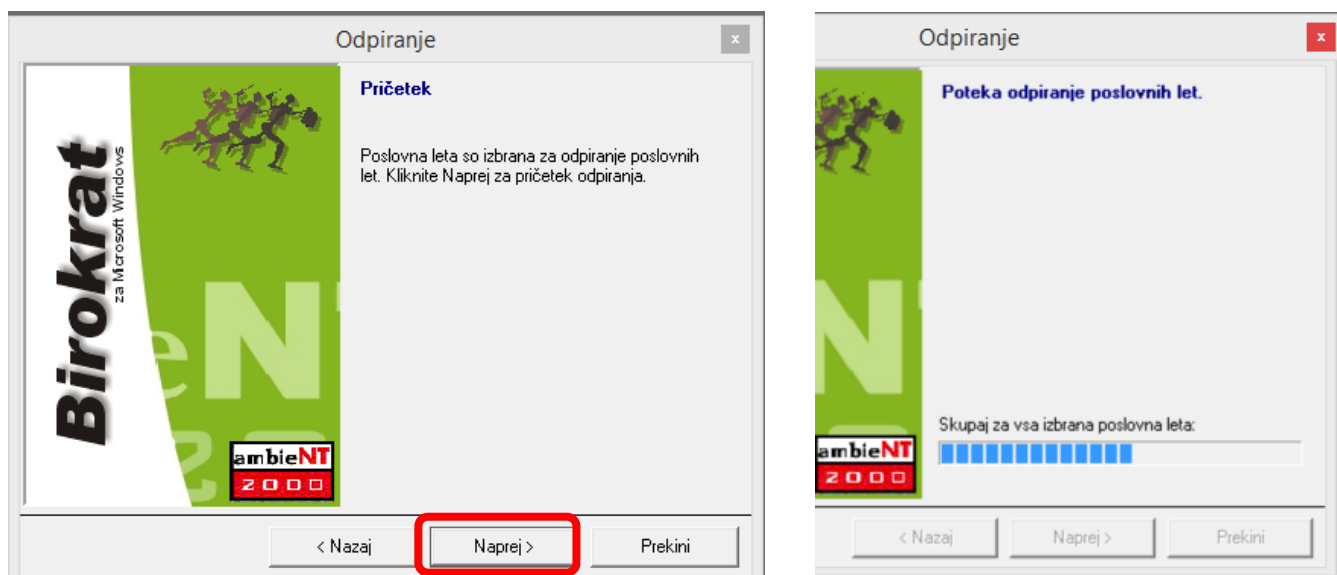 Odpiranje
x
Birokrat
za Microsoft Windows
Pričetek
Poslovna leta so izbrana za odpiranje poslovnih
let. Kliknite Naprej za pričetek odpiranja.
eNT
ambieNT
2000
< Nazaj
Naprej >
Prekini
Odpiranje
x
Poteka odpiranje poslovnih let.
Skupaj za vsa izbrana poslovna leta:
ambieNT
2000
< Nazaj
Naprej >
Prekini